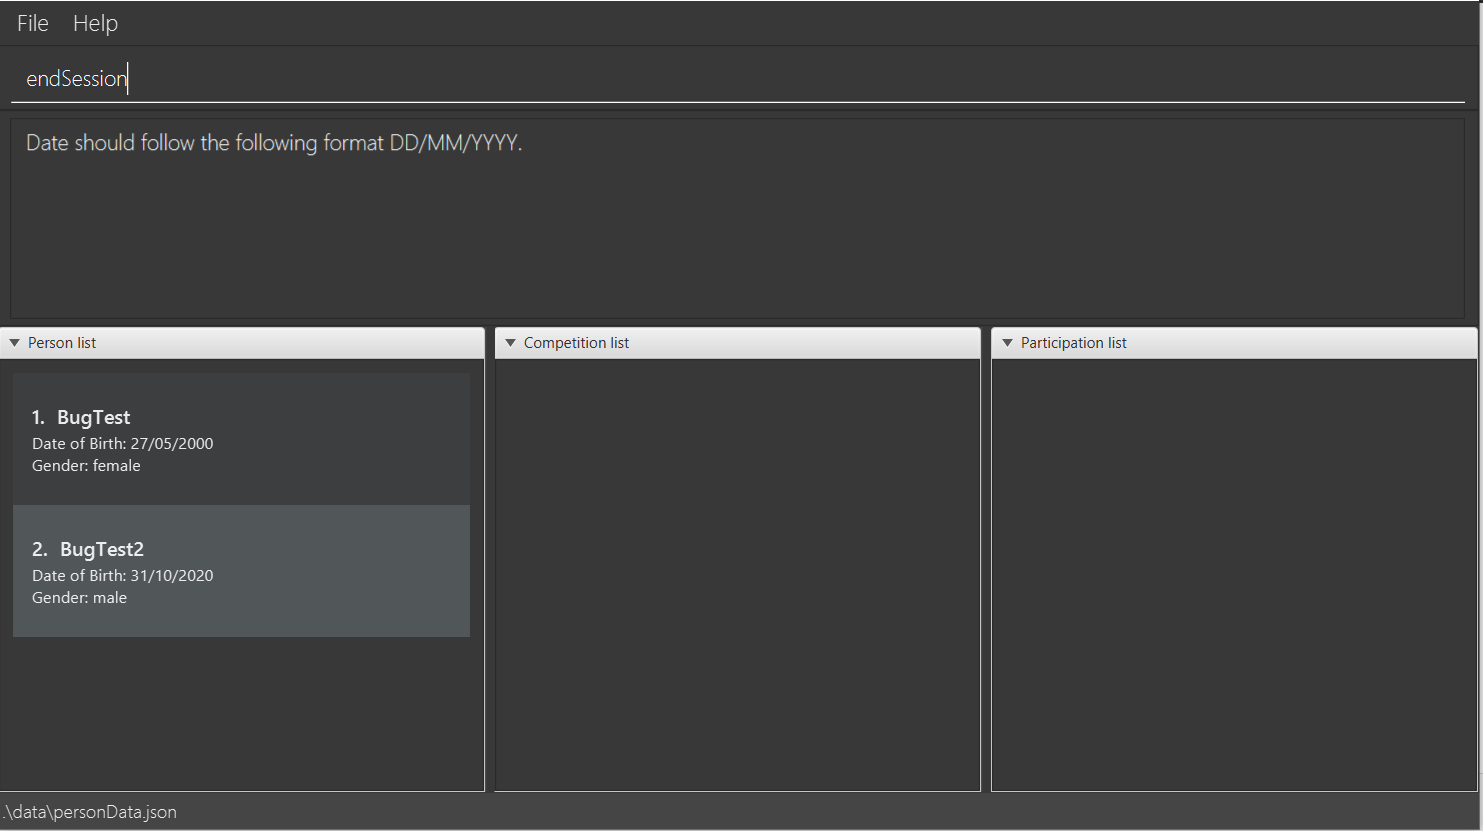 File Help
endSession
Date should follow the following format DD/MM/YYYY.
Person list
1. BugTest
Date of Birth: 27/05/2000
Gender: female
2. BugTest2
Date of Birth: 31/10/2020
Gender: male
Competition list
Participation list
.\data\personData.json